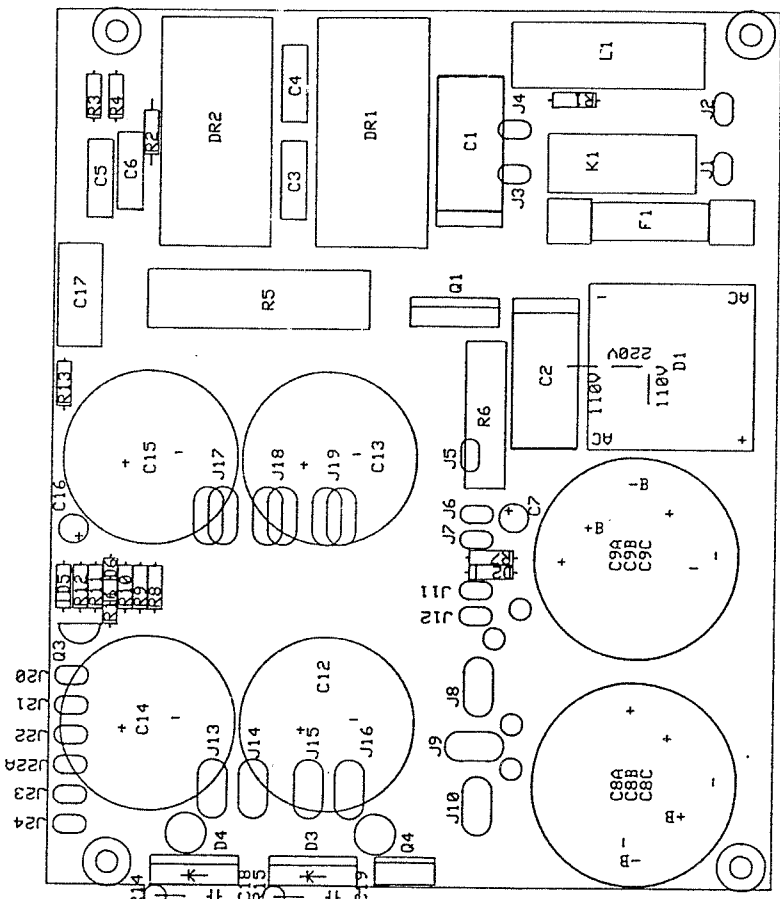 R3
R4
R2
C5
C6
DR2
C4
C3
DR1
C1
J4
J3
L1
K1
F1
J2
J1
C17
R5
Q1
C2
AC
-
220V
110V
110V
D1
AC
+
R13
C15
+
-
J17
J18
J19
+
-
C13
R6
J5
C16
+
J6
J7
C7
+
J11
J12
-B
+B
+
+
C9A
C9B
C9C
-
-
D5
R12
R11
R16
D6
R10
R9
R8
Q3
J20
J21
J22
J22A
J23
J24
+
C14
-
J13
J14
C12
+
J15
-
J16
J8
J9
J10
+
+
C8A
C8B
C8C
-
+B
-
-B
D4
D3
Q4